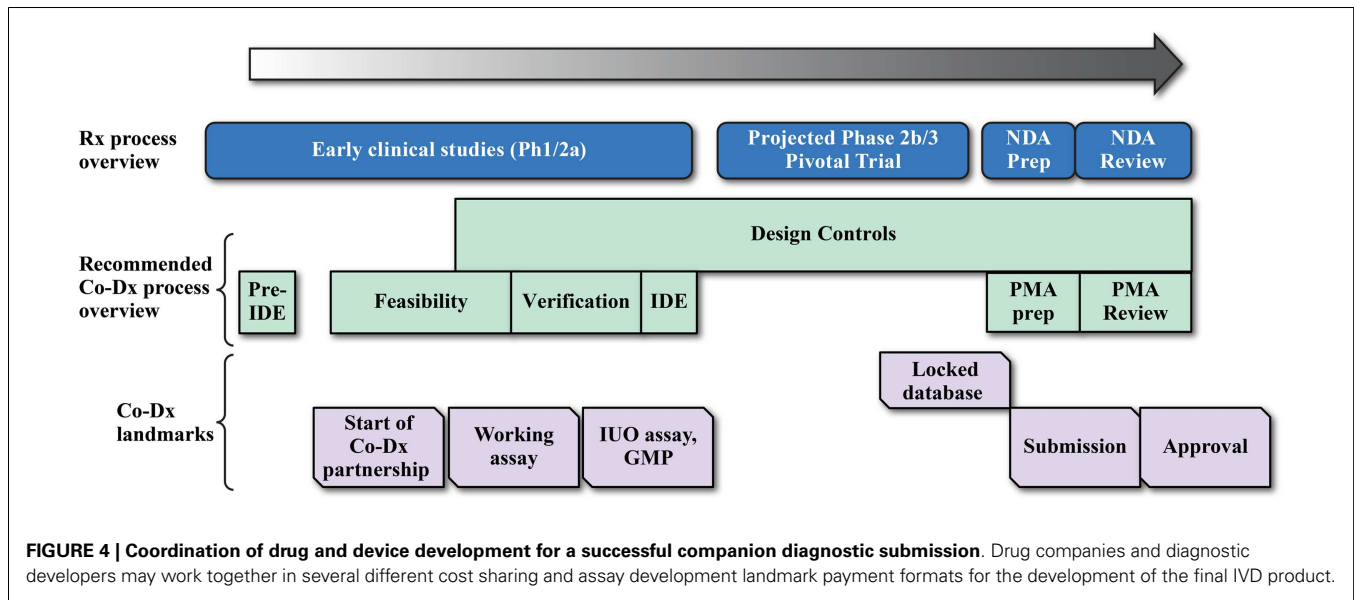 Rx process
overview
Early clinical studies (Ph1/2a)
Projected Phase 2b/3
Pivotal Trial
NDA
Prep
NDA
Review
Recommended
Co-Dx process
overview
Design Controls
Pre-
IDE
Feasibility
Verification
IDE
PMA
prep
PMA
Review
Co-Dx
landmarks
Locked
database
Start of
Co-Dx
partnership
Working
assay
IUO assay,
GMP
Submission
Approval
FIGURE 4 | Coordination of drug and device development for a successful companion diagnostic submission. Drug companies and diagnostic
developers may work together in several different cost sharing and assay development landmark payment formats for the development of the final IVD product.